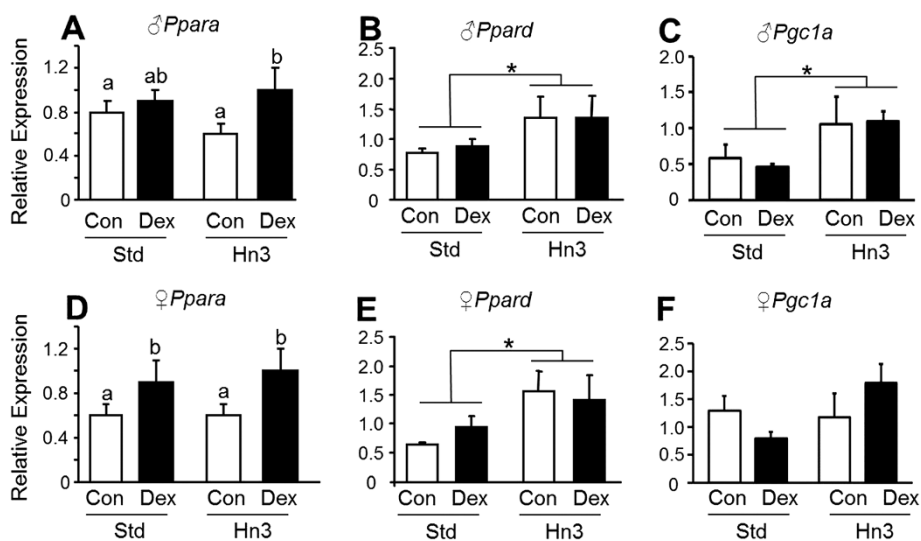 A ♂Ppara
Relative Expression
1.2
0.8
0.4
0
a
ab
a
b
Con Dex Con Dex
Std Hn3
B ♂Ppard
2.5
2.0
1.5
1.0
0.5
0
*
Con Dex Con Dex
Std Hn3
C ♂Pgc1a
2.0
1.5
1.0
0.5
0
*
Con Dex Con Dex
Std Hn3
D ♀Ppara
Relative Expression
1.2
0.8
0.4
0
a
b
a
b
Con Dex Con Dex
Std Hn3
E ♀Ppard
2.5
2.0
1.5
1.0
0.5
0
*
Con Dex Con Dex
Std Hn3
F ♀Pgc1a
2.5
2.0
1.5
1.0
0.5
0
Con Dex Con Dex
Std Hn3